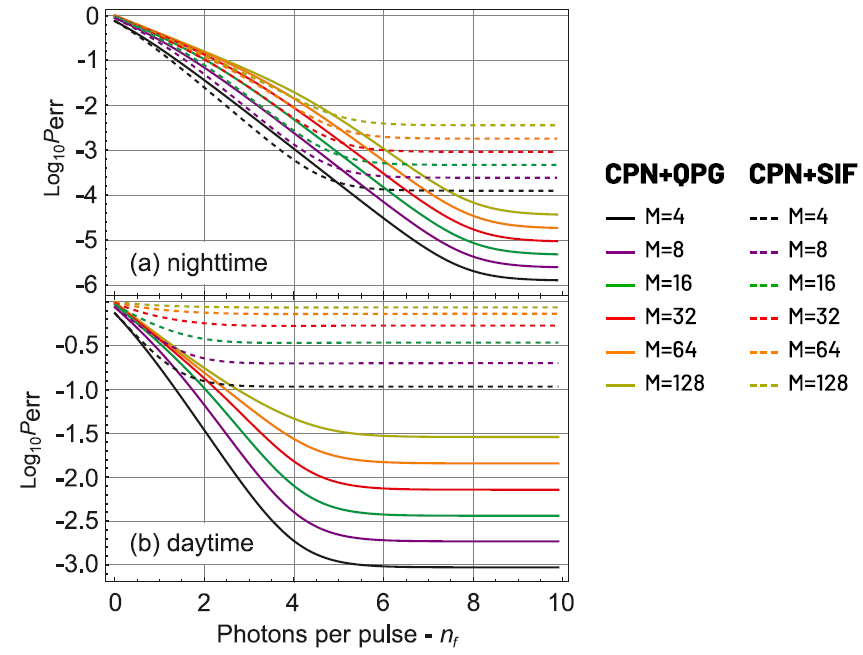 0
-1
-2
-3
-4
-5
-6
Log10Perr
(a) nighttime
-0.5
-1.0
-1.5
-2.0
-2.5
-3.0
Log10Perr
(b) daytime
0 2 4 6 8 10
Photons per pulse - nf
CPN+QPG CPN+SIF
M=4 M=4
M=8 M=8
M=16 M=16
M=32 M=32
M=64 M=64
M=128 M=128